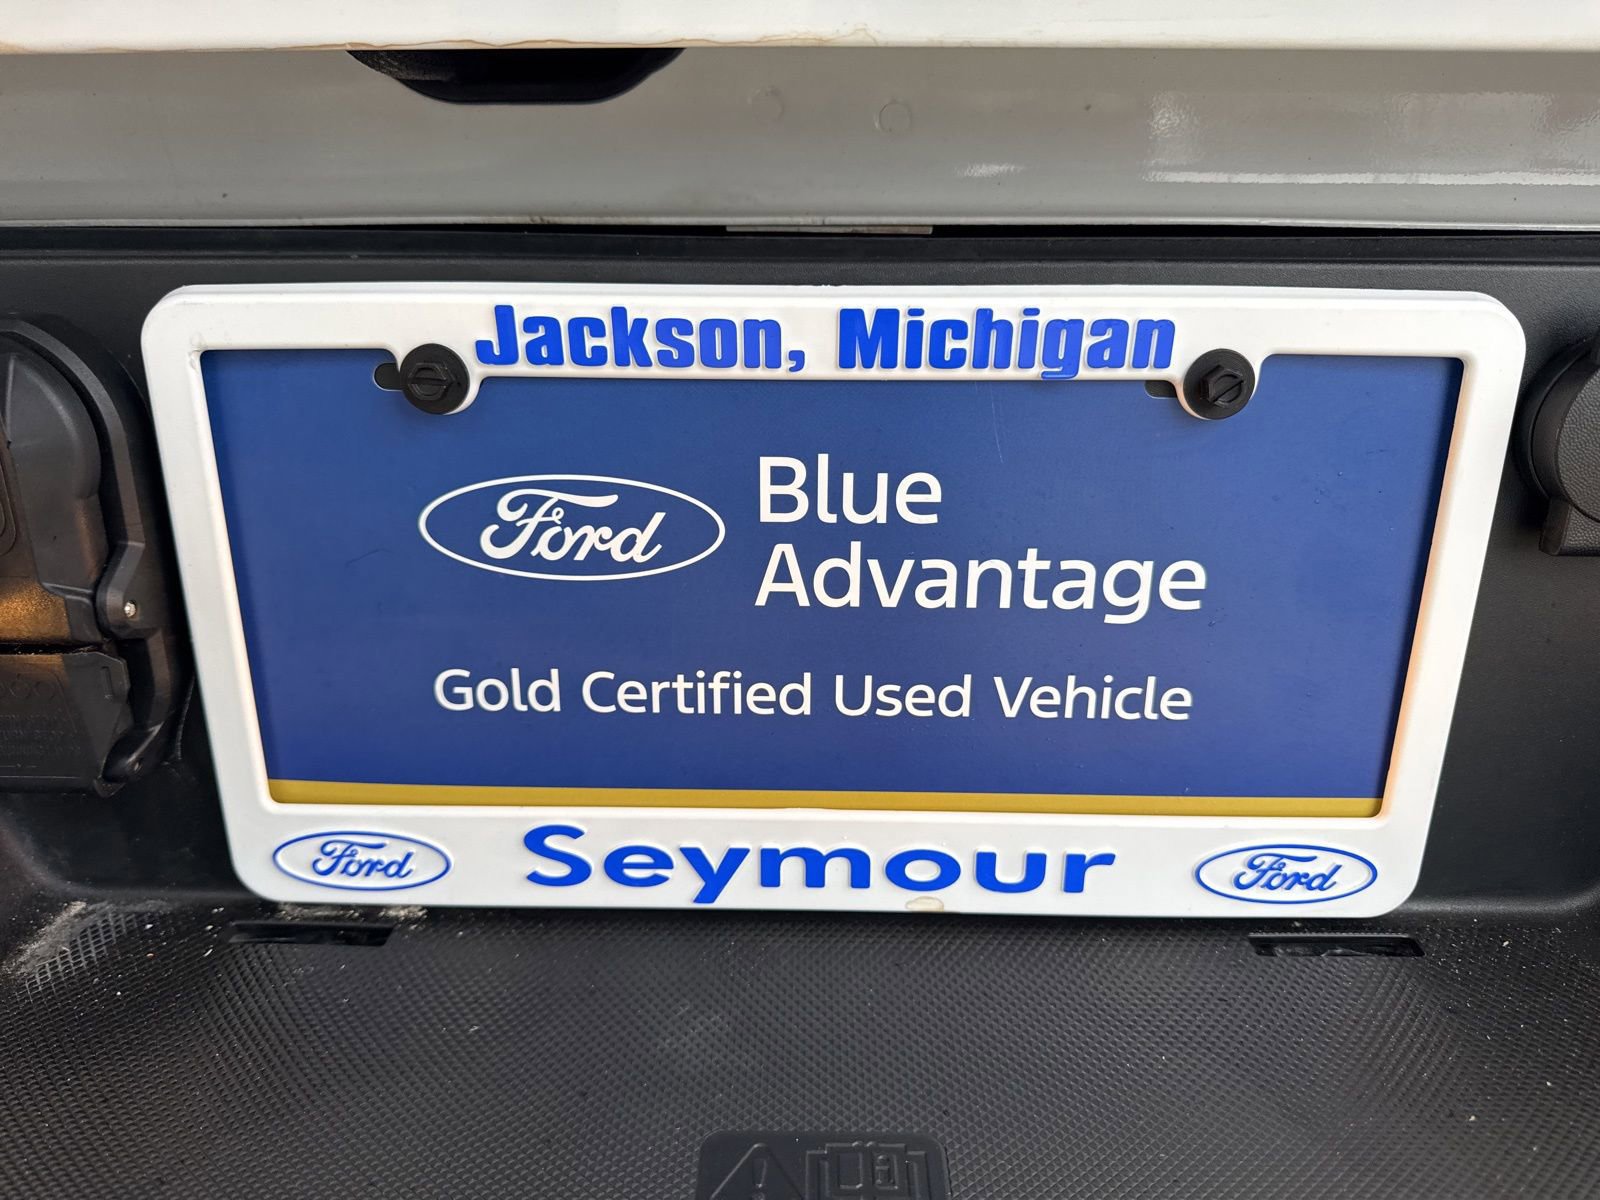 Jackson, Michigan
Ford
Blue
Advantage
Gold Certified Used Vehicle
Ford
Seymour
Ford